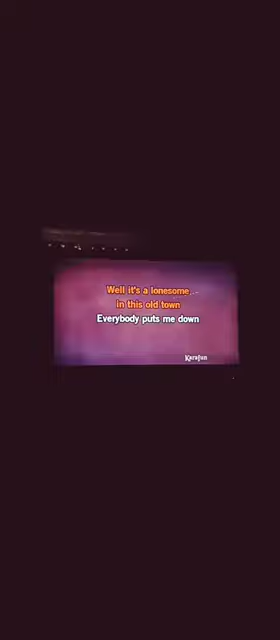 Well it's a lonesome
in this old town
Everybody puts me down
Karafun